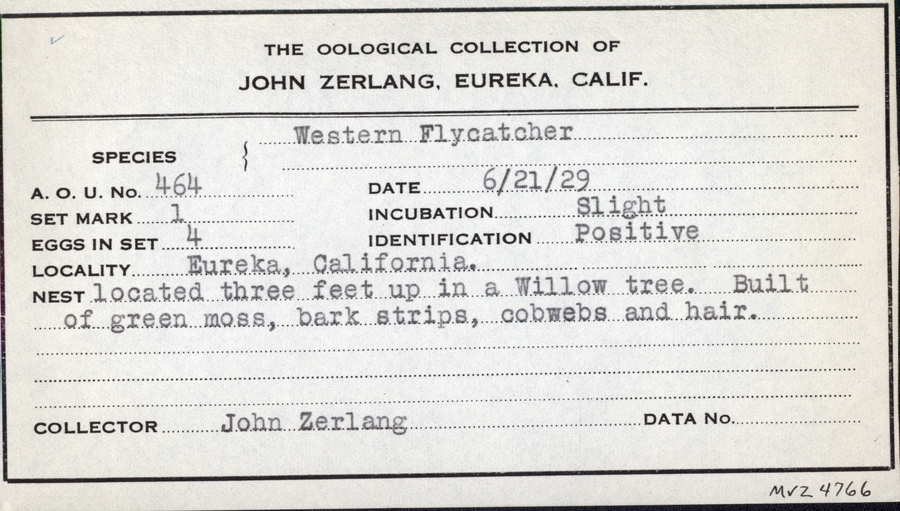 THE OOLOGICAL COLLECTION OF
JOHN ZERLANG, EUREKA, CALIF.
Western Flycatcher
SPECIES
A. O. U. No. 464 DATE 6/21/29
SET MARK 1 INCUBATION Slight
EGGS IN SET 4 IDENTIFICATION Positive
LOCALITY Eureka, California.
NEST located three feet up in a Willow tree. Built
of green moss, bark strips, cobwebs and hair.
COLLECTOR John Zerlang DATA No.
MVZ 4766